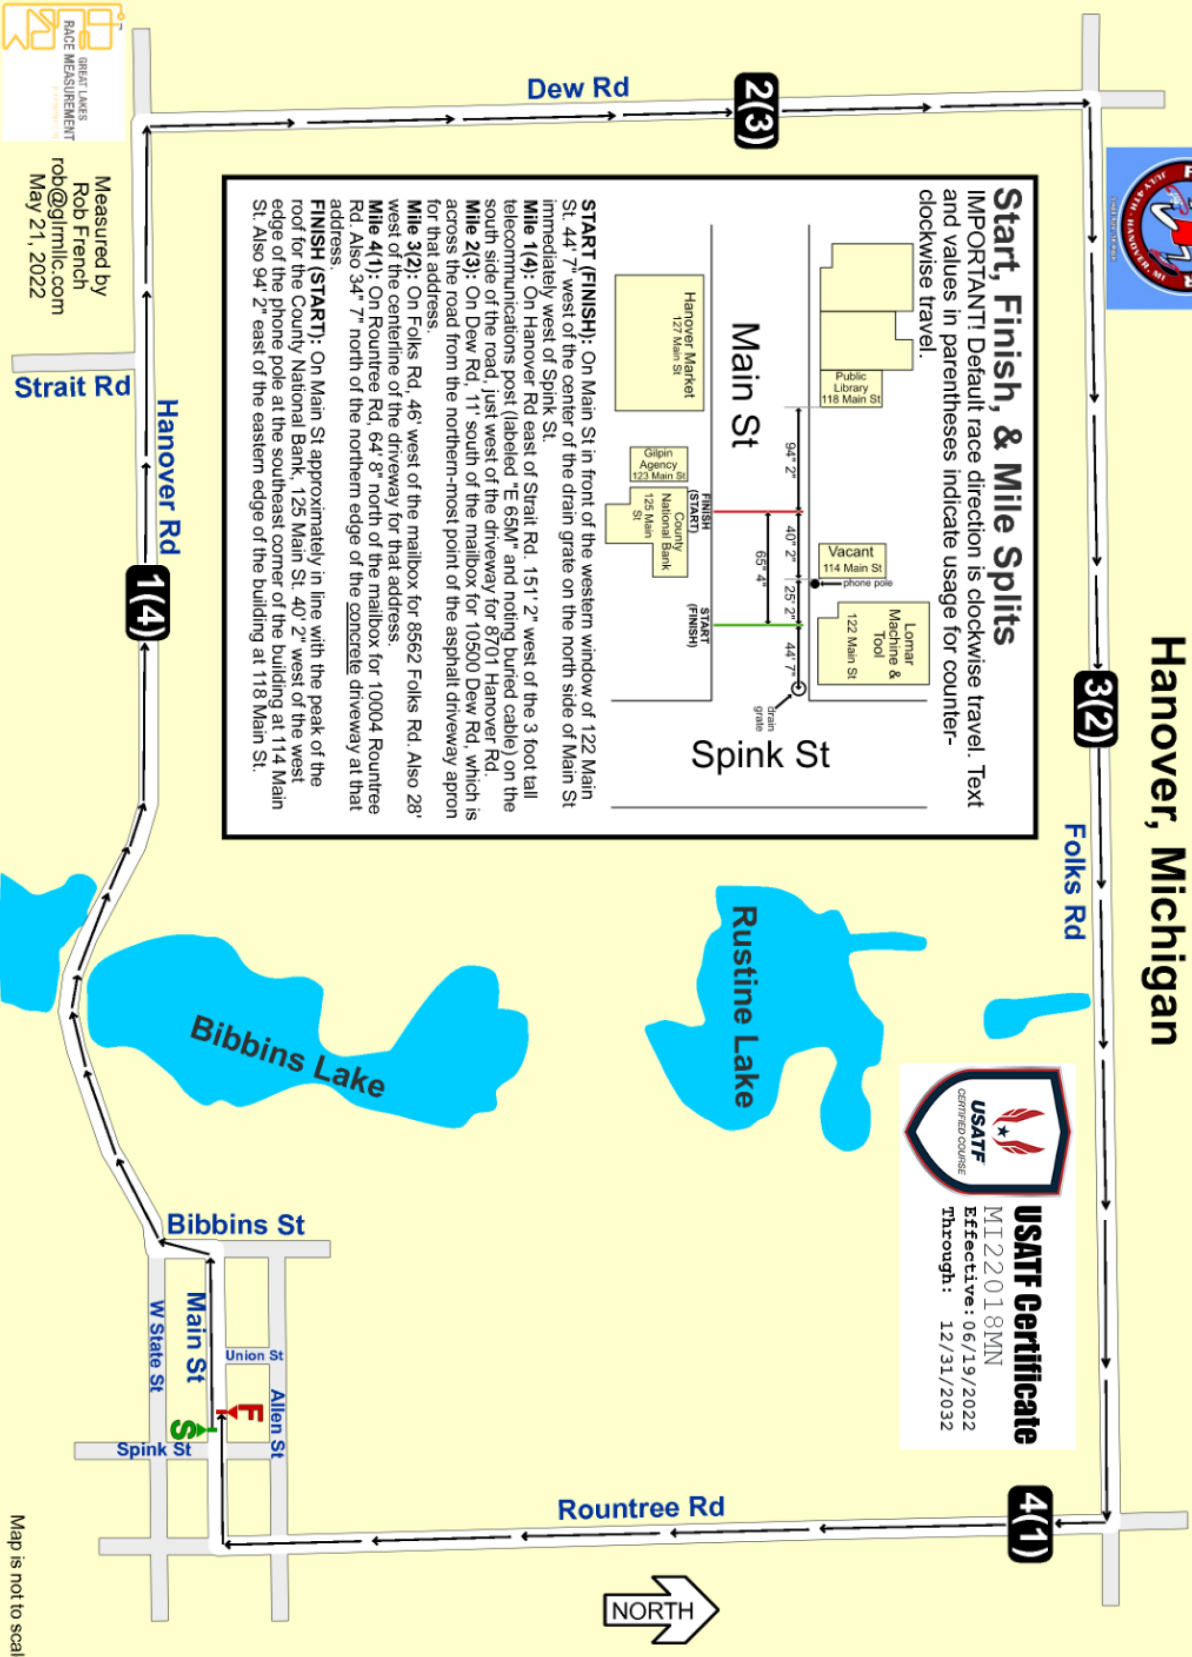 Hanover, Michigan
JULY 4TH - HANOVER, MI
Dew Rd
2(3)
Folks Rd
3(2)
Hanover Rd
1(4)
Strait Rd
Rountree Rd
4(1)
Start, Finish, & Mile Splits
IMPORTANT! Default race direction is clockwise travel. Text
and values in parentheses indicate usage for counter-
clockwise travel.
Public
Library
118 Main St
Vacant
114 Main St
phone pole
Lomar
Machine &
Tool
122 Main St
94" 2"
40" 2"
25' 2"
44' 7"
65" 4"
drain
grate
Main St
Spink St
Hanover Market
127 Main St
Gilpin
Agency
123 Main St
County
National Bank
125 Main
St
FINISH
(START)
START
(FINISH)
START (FINISH): On Main St in front of the western window of 122 Main
St. 44' 7" west of the center of the drain grate on the north side of Main St
immediately west of Spink St.
Mile 1(4): On Hanover Rd east of Strait Rd. 151' 2" west of the 3 foot tall
telecommunications post (labeled "E 65M" and noting buried cable) on the
south side of the road, just west of the driveway for 8701 Hanover Rd.
Mile 2(3): On Dew Rd, 11' south of the mailbox for 10500 Dew Rd, which is
across the road from the northern-most point of the asphalt driveway apron
for that address.
Mile 3(2): On Folks Rd, 46' west of the mailbox for 8562 Folks Rd. Also 28'
west of the centerline of the driveway for that address.
Mile 4(1): On Rountree Rd, 64' 8" north of the mailbox for 10004 Rountree
Rd. Also 34" 7" north of the northern edge of the concrete driveway at that
address.
FINISH (START): On Main St approximately in line with the peak of the
roof for the County National Bank, 125 Main St. 40' 2" west of the west
edge of the phone pole at the southeast corner of the building at 114 Main
St. Also 94' 2" east of the eastern edge of the building at 118 Main St.
Rustine Lake
Bibbins Lake
USATF
CERTIFIED COURSE
USATF Certificate
MI22018MN
Effective: 06/19/2022
Through: 12/31/2032
Bibbins St
Union St
Allen St
Main St
W State St
Spink St
F
S
NORTH
GREAT LAKES
RACE MEASUREMENT
Measured by
Rob French
rob@glrmllc.com
May 21, 2022
Map is not to scal